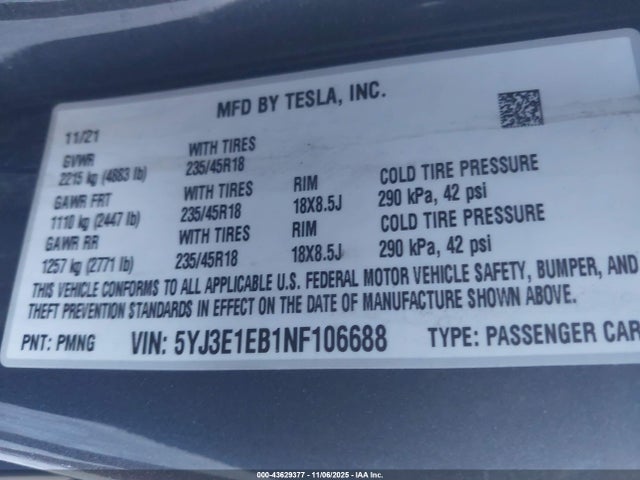 MFD BY TESLA, INC.
11/21
GVWR WITH TIRES
2215 kg (4883 lb) 235/45R18
GAWR FRT WITH TIRES RIM COLD TIRE PRESSURE
1110 kg (2447 lb) 235/45R18 18X8.5J 290 kPa, 42 psi
GAWR RR WITH TIRES RIM COLD TIRE PRESSURE
1257 kg (2771 lb) 235/45R18 18X8.5J 290 kPa, 42 psi
THIS VEHICLE CONFORMS TO ALL APPLICABLE U.S. FEDERAL MOTOR VEHICLE SAFETY, BUMPER, AND
THEFT PREVENTION STANDARDS IN EFFECT ON THE DATE OF MANUFACTURE SHOWN ABOVE.
PNT: PMNG VIN: 5YJ3E1EB1NF106688 TYPE: PASSENGER CAR
000-43629377 - 11/06/2025 - IAA Inc.